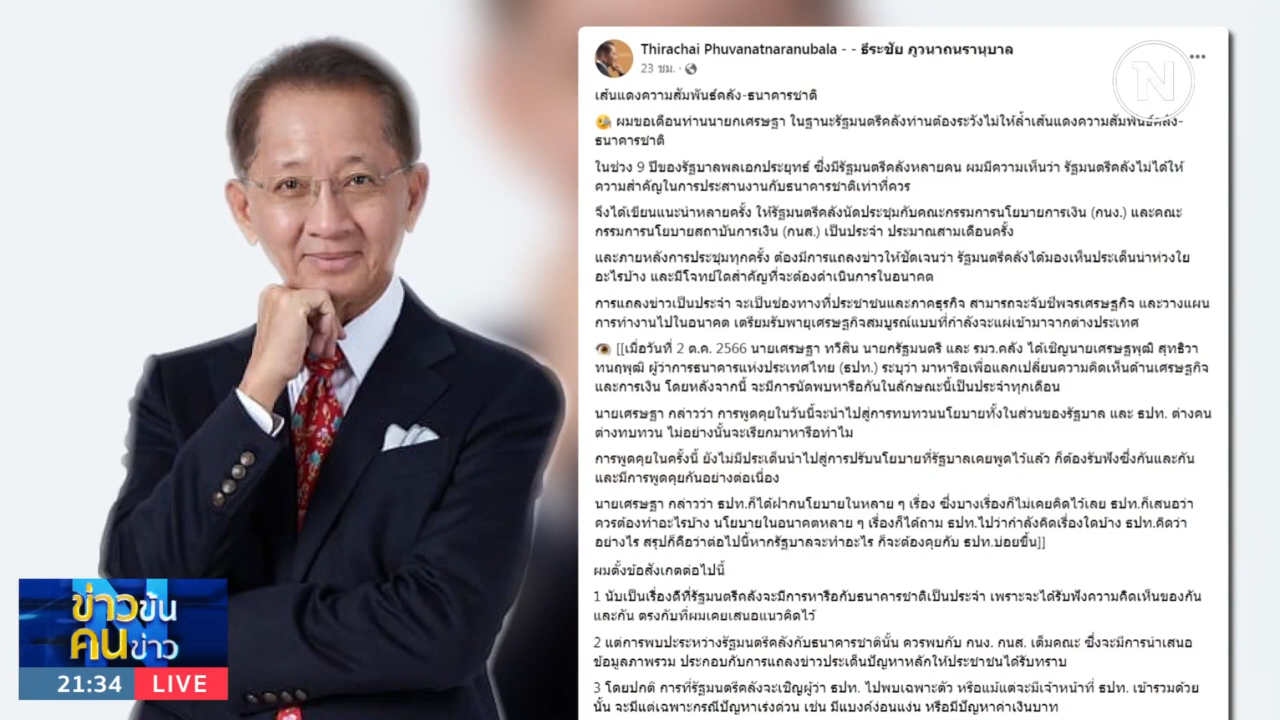 Thirachai Phuvanatnaranubala - - ธีระชัย ภูวนาถนรานุบาล
23 ชม.
N
เส้นแดงความสัมพันธ์คลัง-ธนาคารชาติ
ผมขอเตือนท่านนายกเศรษฐา ในฐานะรัฐมนตรีคลังท่านต้องระวังไม่ให้ล้ำเส้นแดงความสัมพันธ์คลัง-
ธนาคารชาติ
ในช่วง 9 ปีของรัฐบาลพลเอกประยุทธ์ ซึ่งมีรัฐมนตรีคลังหลายคน ผมมีความเห็นว่า รัฐมนตรีคลังไม่ได้ให้
ความสำคัญในการประสานงานกับธนาคารชาติเท่าที่ควร
จึงได้เขียนแนะนำหลายครั้ง ให้รัฐมนตรีคลังนัดประชุมกับคณะกรรมการนโยบายการเงิน (กนง.) และคณะ
กรรมการนโยบายสถาบันการเงิน (กนส.) เป็นประจำ ประมาณสามเดือนครั้ง
และภายหลังการประชุมทุกครั้ง ต้องมีการแถลงข่าวให้ชัดเจนว่า รัฐมนตรีคลังได้มองเห็นประเด็นน่าห่วงใย
อะไรบ้าง และมีโจทย์ใดสำคัญที่จะต้องดำเนินการในอนาคต
การแถลงข่าวเป็นประจำ จะเป็นช่องทางที่ประชาชนและภาคธุรกิจ สามารถจะจับชีพจรเศรษฐกิจ และวางแผน
การทำงานไปในอนาคต เตรียมรับพายุเศรษฐกิจสมบูรณ์แบบที่กำลังจะแผ่เข้ามาจากต่างประเทศ
[[เมื่อวันที่ 2 ต.ค. 2566 นายเศรษฐา ทวีสิน นายกรัฐมนตรี และ รมว.คลัง ได้เชิญนายเศรษฐพุฒิ สุทธิวา
ทนฤพุฒิ ผู้ว่าการธนาคารแห่งประเทศไทย (ธปท.) ระบุว่า มาหารือเพื่อแลกเปลี่ยนความคิดเห็นด้านเศรษฐกิจ
และการเงิน โดยหลังจากนี้ จะมีการนัดพบหารือกันในลักษณะนี้เป็นประจำทุกเดือน
นายเศรษฐา กล่าวว่า การพูดคุยในวันนี้จะนำไปสู่การทบทวนนโยบายทั้งในส่วนของรัฐบาล และ ธปท. ต่างคน
ต่างทบทวน ไม่อย่างนั้นจะเรียกมาหารือทำไม
การพูดคุยในครั้งนี้ ยังไม่มีประเด็นนำไปสู่การปรับนโยบายที่รัฐบาลเคยพูดไว้แล้ว ก็ต้องรับฟังซึ่งกันและกัน
และมีการพูดคุยกันอย่างต่อเนื่อง
นายเศรษฐา กล่าวว่า ธปท.ก็ได้ฝากนโยบายในหลาย ๆ เรื่อง ซึ่งบางเรื่องก็ไม่เคยคิดไว้เลย ธปท.ก็เสนอว่า
ควรต้องทำอะไรบ้าง นโยบายในอนาคตหลาย ๆ เรื่องก็ได้ถาม ธปท.ไปว่ากำลังคิดเรื่องใดบ้าง ธปท.คิดว่า
อย่างไร สรุปก็คือว่าต่อไปนี้หากรัฐบาลจะทำอะไร ก็จะต้องคุยกับ ธปท.บ่อยขึ้น]]
ผมตั้งข้อสังเกตต่อไปนี้
1 นับเป็นเรื่องดีที่รัฐมนตรีคลังจะมีการหารือกับธนาคารชาติเป็นประจำ เพราะจะได้รับฟังความคิดเห็นของกัน
และกัน ตรงกับที่ผมเคยเสนอแนวคิดไว้
2 แต่การพบปะระหว่างรัฐมนตรีคลังกับธนาคารชาตินั้น ควรพบกับ กนง. กนส. เต็มคณะ ซึ่งจะมีการนำเสนอ
ข้อมูลภาพรวม ประกอบกับการแถลงข่าวประเด็นปัญหาหลักให้ประชาชนได้รับทราบ
3 โดยปกติ การที่รัฐมนตรีคลังจะเชิญผู้ว่า ธปท. ไปพบเฉพาะตัว หรือแม้แต่จะมีเจ้าหน้าที่ ธปท. เข้าร่วมด้วย
นั้น จะมีแต่เฉพาะกรณีปัญหาเร่งด่วน เช่น มีแบงค์ง่อนแง่น หรือมีปัญหาค่าเงินบาท
ข่าวข้น
คนข่าว
21:34 LIVE